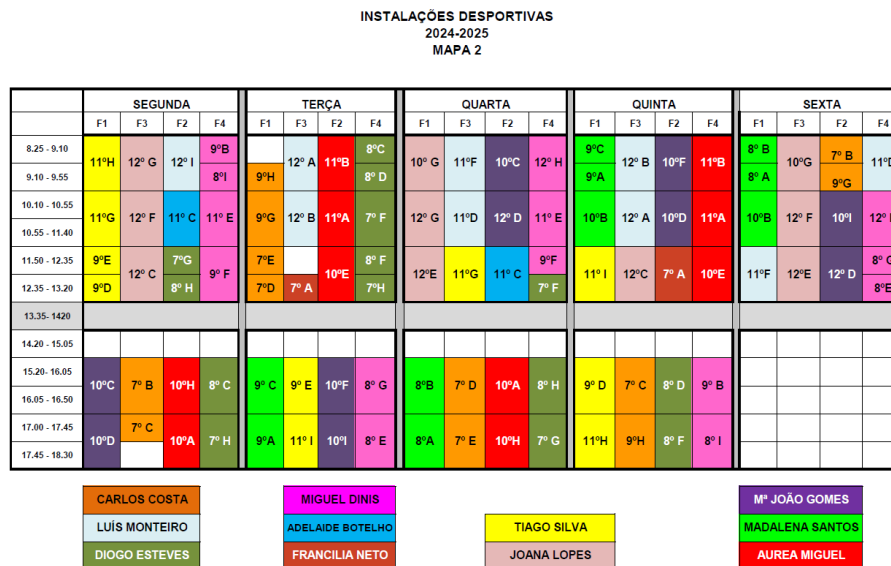 INSTALAÇÕES DESPORTIVAS
2024-2025
MAPA 2
SEGUNDA TERÇA QUARTA QUINTA SEXTA
F1 F3 F2 F4 F1 F3 F2 F4 F1 F3 F2 F4 F1 F3 F2 F4 F1 F3 F2 F4
8.25 - 9.10 11ºH 12º G 12º I 9ºB 12º A 11ºB 8ºC 10º G 11ºF 10ºC 12º H 9ºC 12º B 10ºF 11ºB 8º B 10ºG 7º B
9.10 - 9.55 8ºI 9ºH 8º D 9ºA 8º A 9ºG
10.10 - 10.55 11ºG 12º F 11º C 11º E 9ºG 12º B 11ºA 7º F 12º G 11ºD 12º D 11º E 10ºB 12º A 10ºD 11ºA 10ºB 12º F 10ºI
10.55 - 11.40
11.50 - 12.35 9ºE 12º C 7ºG 9º F 7ºE 10ºE 8º F 12ºE 11ºG 11º C 9ºF 11º I 12ºC 7º A 10ºE 11ºF 12ºE 12º D
12.35 - 13.20 9ºD 8º H 7ºD 7º A 7ºH 7º F 8ºE
13.35- 1420
14.20 - 15.05
15.20- 16.05 10ºC 7º B 10ºH 8º C 9º C 9º E 10ºF 8º G 8ºB 7º D 10ºA 8º H 9º D 7º C 8º D 9º B
16.05 - 16.50
17.00 - 17.45 10ºD 7º C 10ºA 7º H 9ºA 11º I 10ºI 8º E 8ºA 7º E 10ºH 7º G 11ºH 9ºH 8º F 8º I
17.45 - 18.30
CARLOS COSTA MIGUEL DINIS Mª JOÃO GOMES
LUÍS MONTEIRO ADELAIDE BOTELHO TIAGO SILVA MADALENA SANTOS
DIOGO ESTEVES FRANCILIA NETO JOANA LOPES AUREA MIGUEL